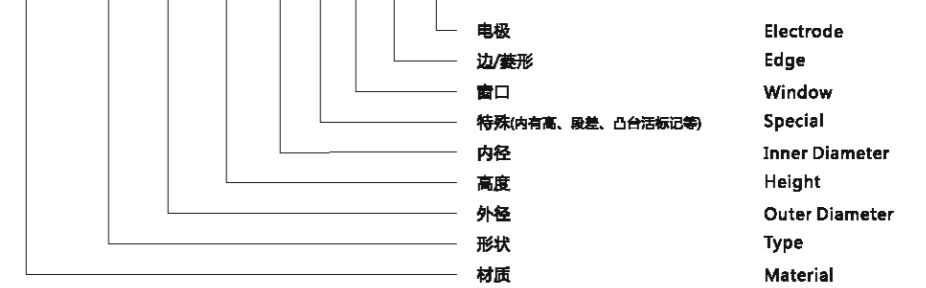 电极 Electrode
边/菱形 Edge
窗口 Window
特殊(内有高、段差、凸台活标记等) Special
内径 Inner Diameter
高度 Height
外径 Outer Diameter
形状 Type
材质 Material